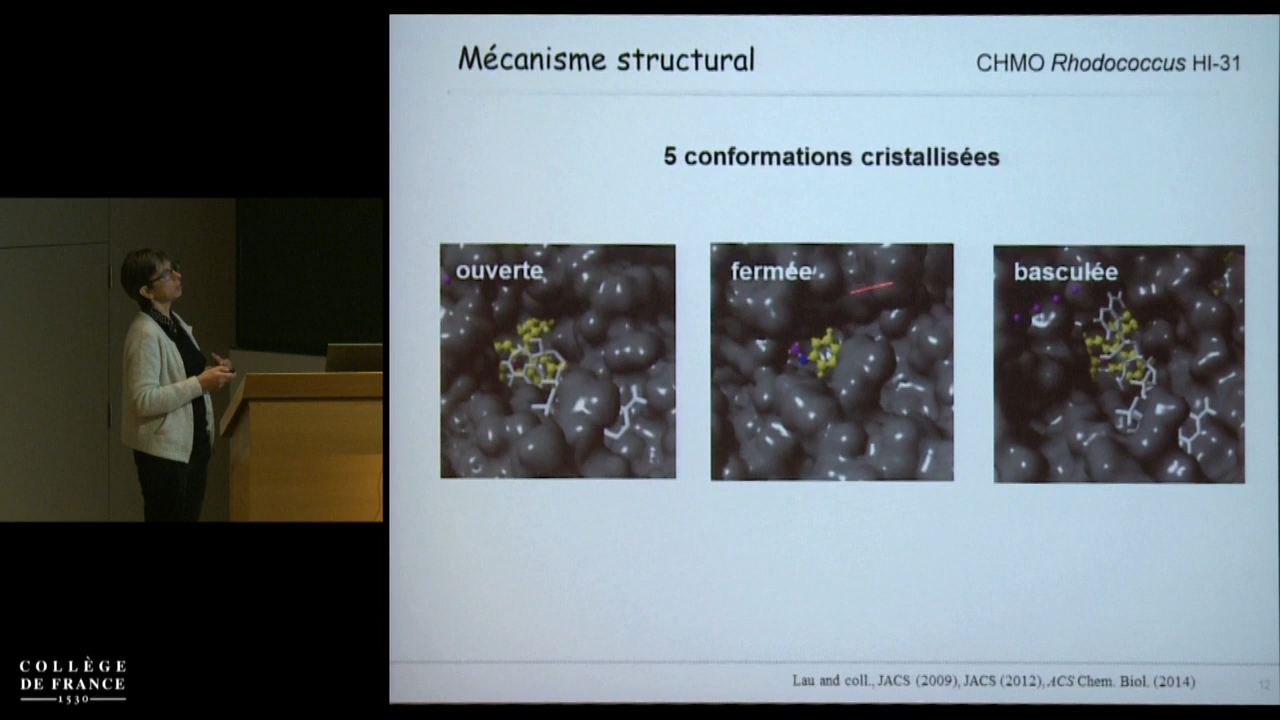 Mécanisme structural
CHMO Rhodococcus HI-31
5 conformations cristallisées
ouverte
fermée
basculée
Lau and coll., JACS (2009), JACS (2012), ACS Chem. Biol. (2014)
12
COLLÈGE
DE FRANCE
1530